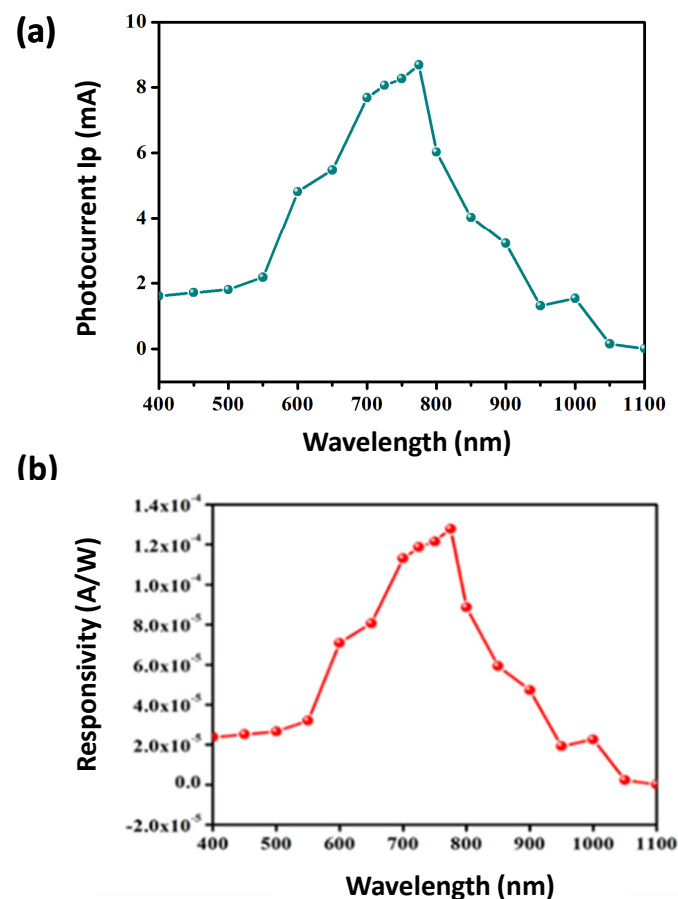 (a)
10
8
6
4
2
0
Photocurrent Ip (mA)
400 500 600 700 800 900 1000 1100
Wavelength (nm)
(b)
1.4x10⁻⁴
1.2x10⁻⁴
1.0x10⁻⁴
8.0x10⁻⁵
6.0x10⁻⁵
4.0x10⁻⁵
2.0x10⁻⁵
0.0
-2.0x10⁻⁵
Responsivity (A/W)
400 500 600 700 800 900 1000 1100
Wavelength (nm)